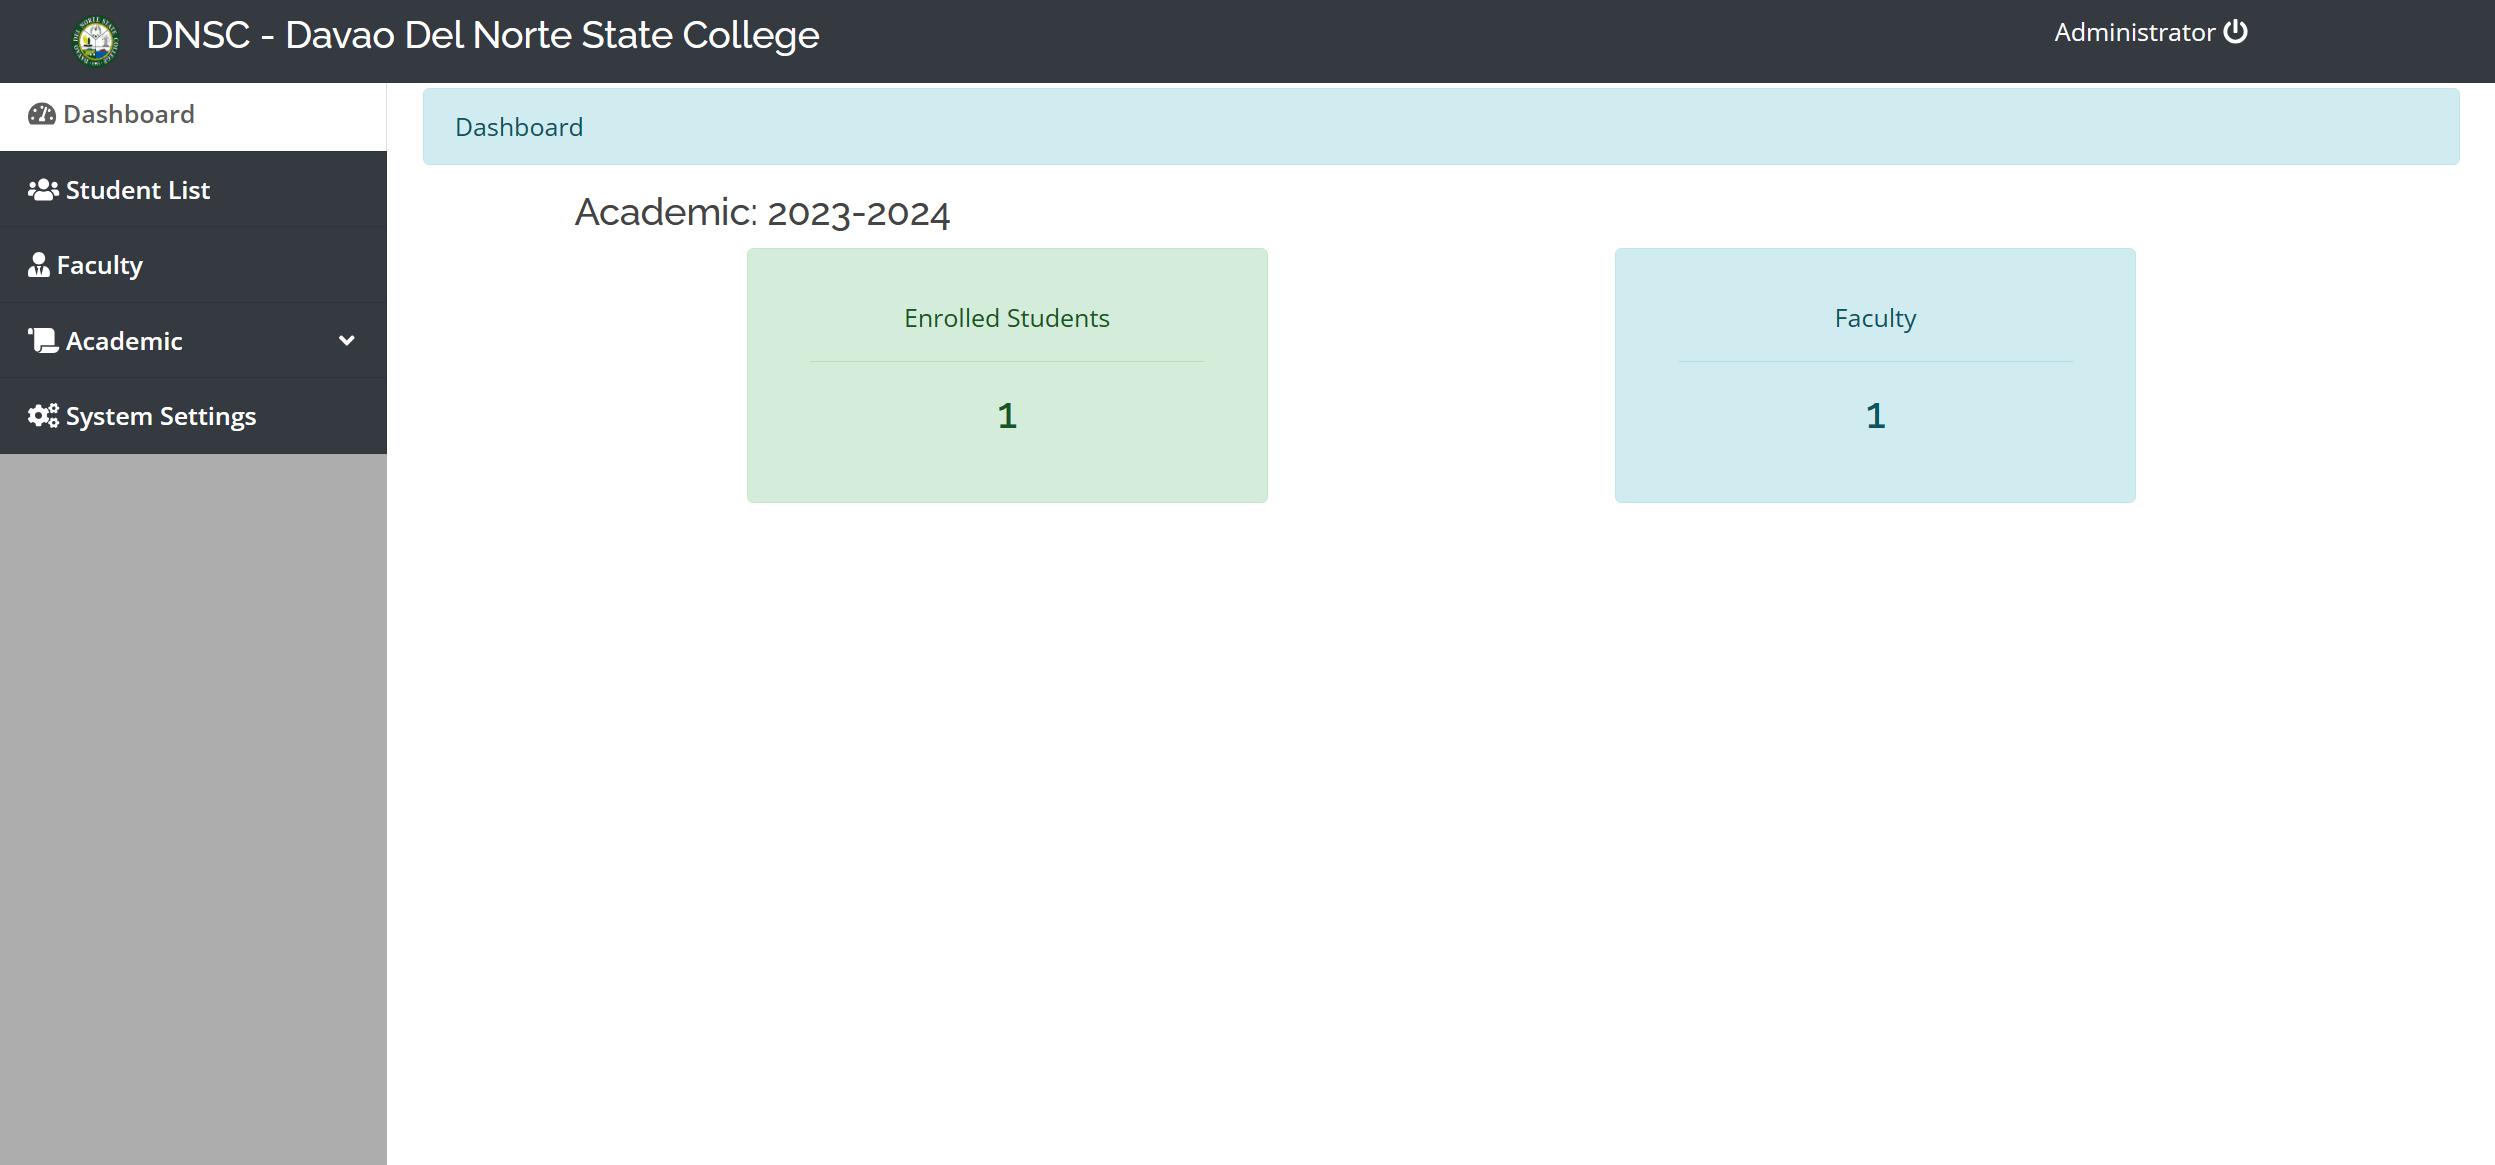 DNSC - Davao Del Norte State College
Administrator
Dashboard
Student List
Faculty
Academic
System Settings
Dashboard
Academic: 2023-2024
Enrolled Students
1
Faculty
1